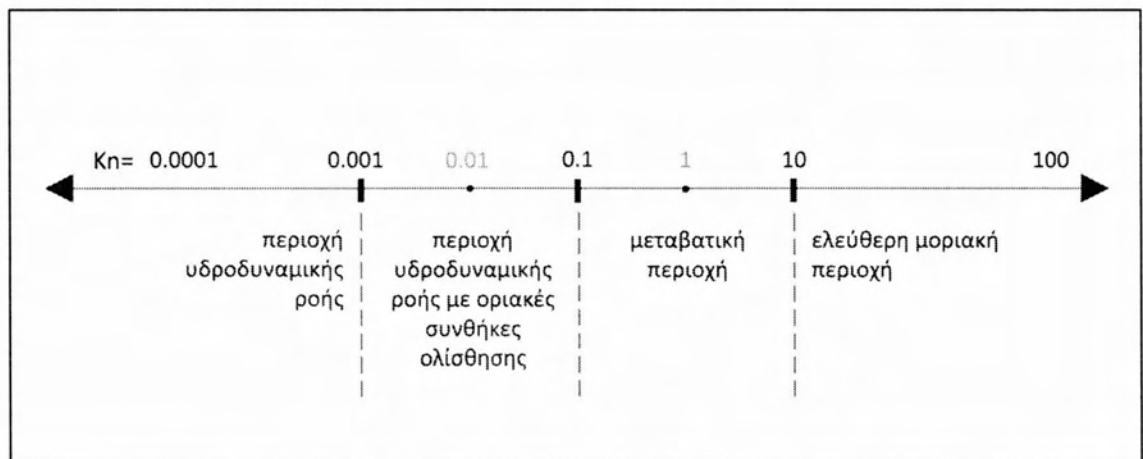 Kn= 0.0001 0.001 0.01 0.1 1 10 100
περιοχή
υδροδυναμικής
ροής
περιοχή
υδροδυναμικής
ροής με οριακές
συνθήκες
ολίσθησης
μεταβατική
περιοχή
ελεύθερη μοριακή
περιοχή